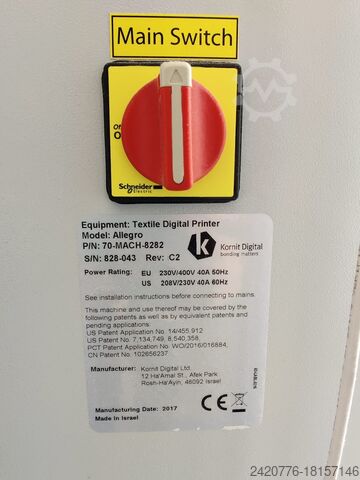 Main Switch
Off
O
Schneider
Electric
Equipment: Textile Digital Printer
Model: Allegro
P/N: 70-MACH-8282
S/N: 828-043 Rev: C2
k
Kornit Digital
bonding matters
Power Rating: EU 230V/400V 40A 50Hz
US 208V/230V 40A 60Hz
See installation instructions before connecting to mains.
This machine and use thereof may be covered by the
following patents as well as by equivalent patents and
pending applications:
US Patent Application No. 14/455,912
US Patent No. 7,134,749, 8,540,358,
PCT Patent Application No. WO/2016/016884,
CN Patent No. 102656237
Manufacturer: Kornit Digital Ltd.
12 Ha'Amal St., Afek Park
Rosh-Ha'Ayin, 48092 Israel
Manufacturing Date: 2017
Made in Israel
CE
2420776-18157146